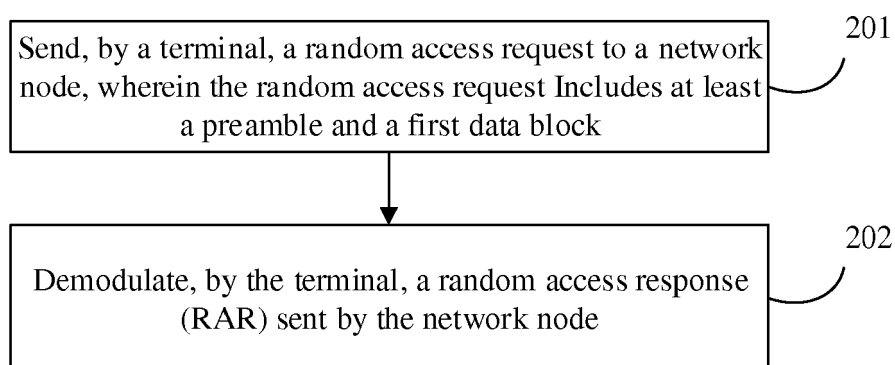 201
Send, by a terminal, a random access request to a network
node, wherein the random access request Includes at least
a preamble and a first data block
202
Demodulate, by the terminal, a random access response
(RAR) sent by the network node